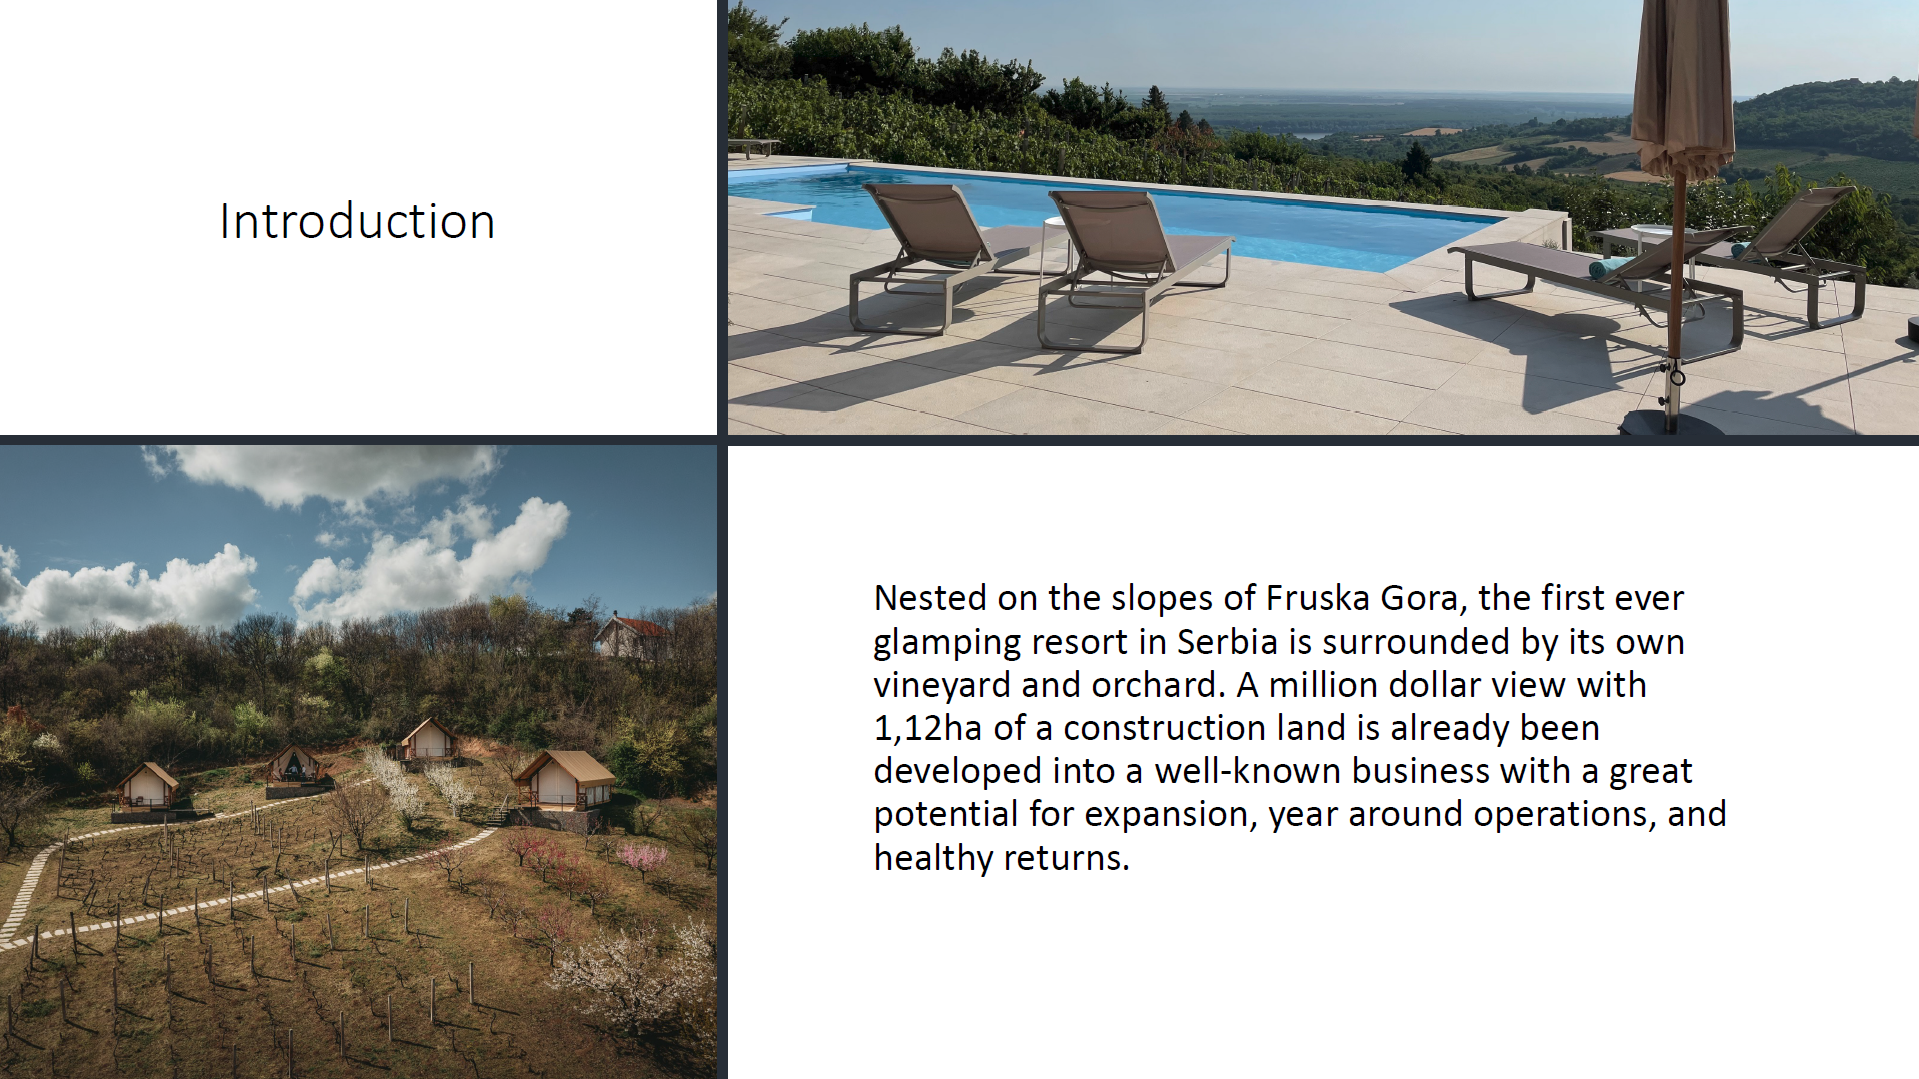 Introduction
Nested on the slopes of Fruska Gora, the first ever
glamping resort in Serbia is surrounded by its own
vineyard and orchard. A million dollar view with
1,12ha of a construction land is already been
developed into a well-known business with a great
potential for expansion, year around operations, and
healthy returns.